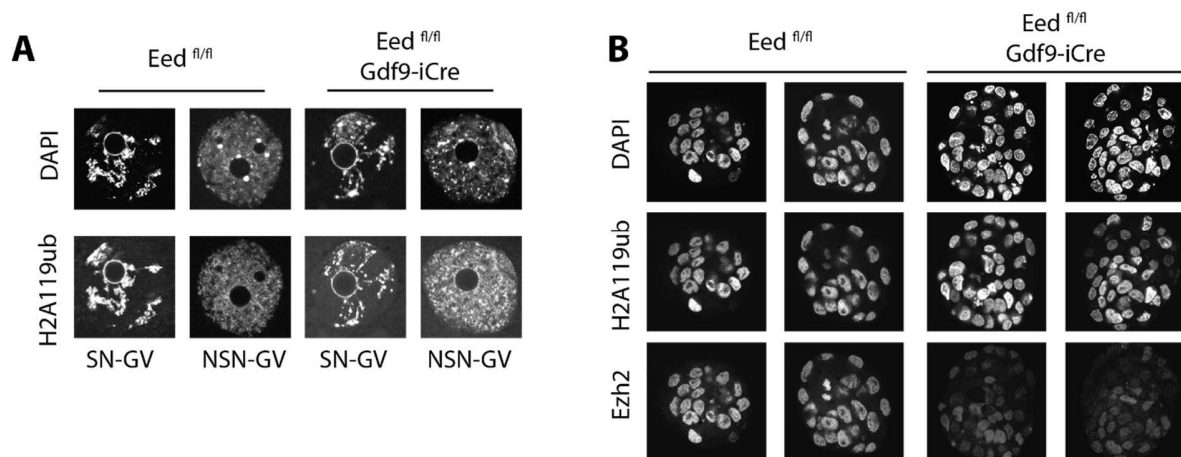 A
Eed fl/fl
Eed fl/fl
Gdf9-iCre
DAPI
H2A119ub
SN-GV
NSN-GV
SN-GV
NSN-GV
B
Eed fl/fl
Eed fl/fl
Gdf9-iCre
DAPI
H2A119ub
Ezh2